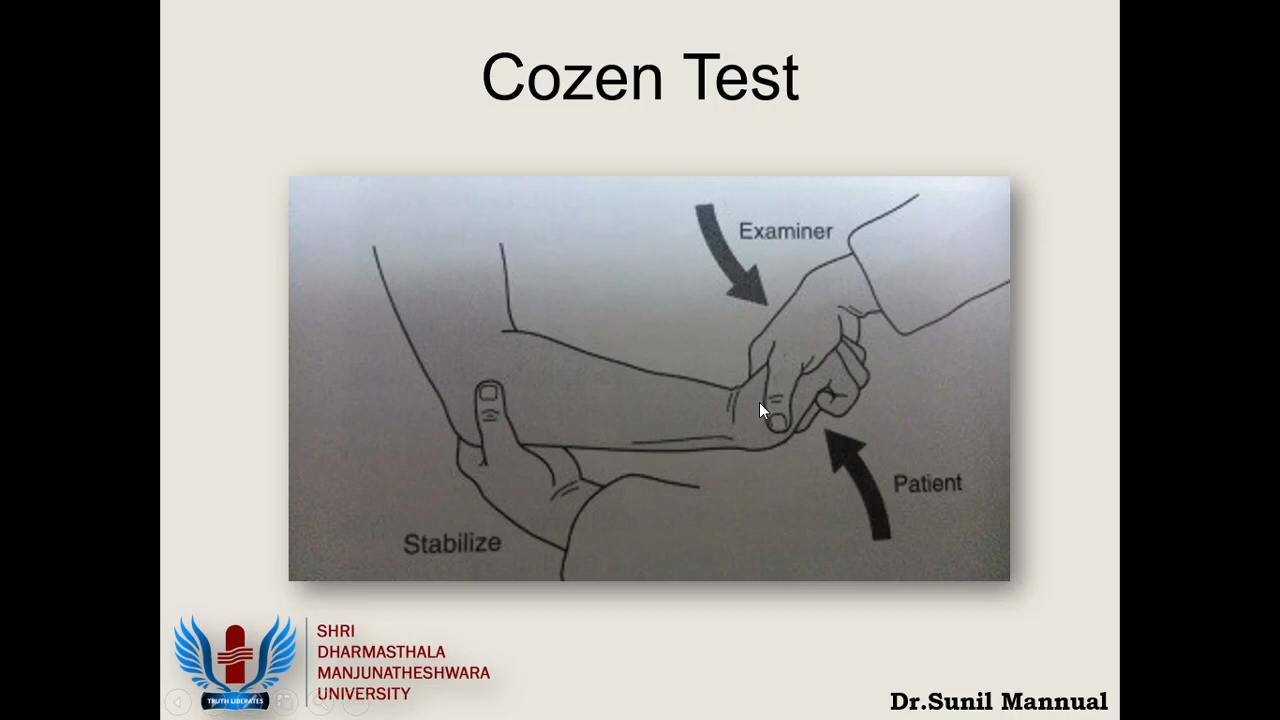 Cozen Test
Examiner
Patient
Stabilize
SHRI
DHARMASTHALA
MANJUNATHESHWARA
UNIVERSITY
TRUTH LIBERATES
Dr.Sunil Mannual